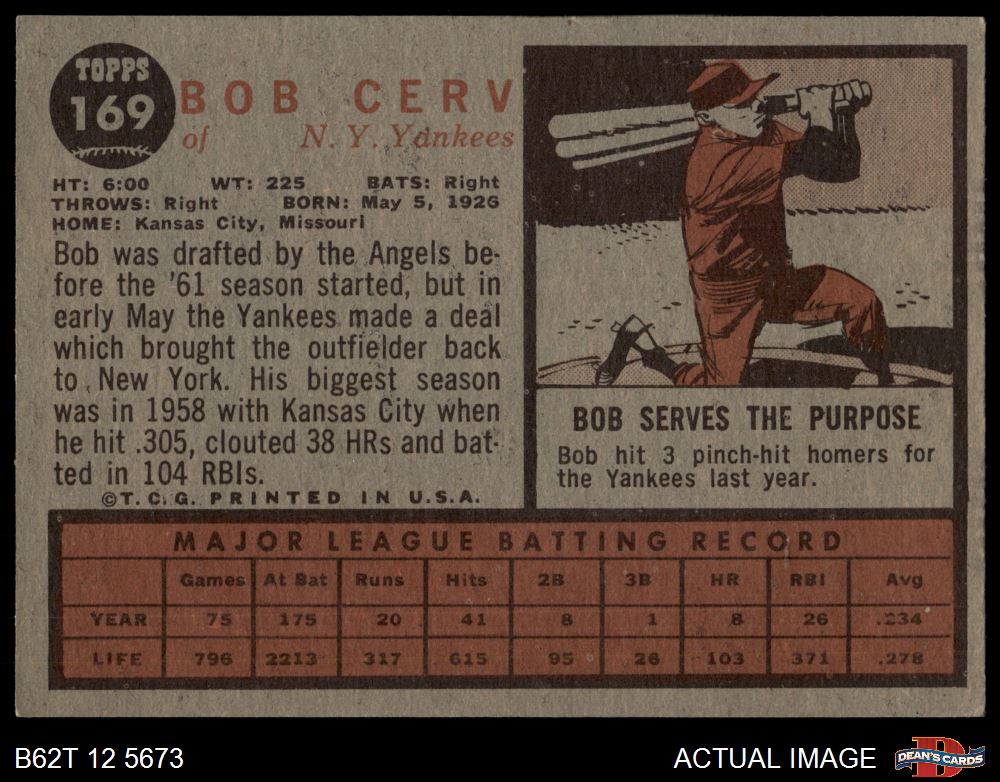 TOPPS
169
BOB CERV
of N. Y. Yankees
HT: 6:00 WT: 225 BATS: Right
THROWS: Right BORN: May 5, 1926
HOME: Kansas City, Missouri
Bob was drafted by the Angels be-
fore the '61 season started, but in
early May the Yankees made a deal
which brought the outfielder back
to New York. His biggest season
was in 1958 with Kansas City when
he hit .305, clouted 38 HRs and bat-
ted in 104 RBIs.
©T.C.G. PRINTED IN U.S.A.
BOB SERVES THE PURPOSE
Bob hit 3 pinch-hit homers for
the Yankees last year.
MAJOR LEAGUE BATTING RECORD
Games At Bat Runs Hits 2B 3B HR RBI Avg
YEAR 75 175 20 41 8 1 8 26 .234
LIFE 796 2213 317 615 95 26 103 371 .278
B62T 12 5673
ACTUAL IMAGE
D
DEAN'S CARDS